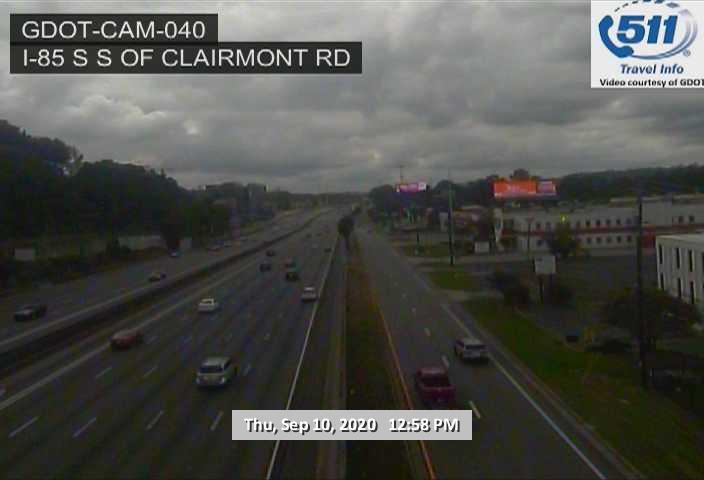 GDOT-CAM-040
I-85 S S OF CLAIRMONT RD
511
®
Travel Info
Video courtesy of GDOT
Thu, Sep 10, 2020 12:58 PM